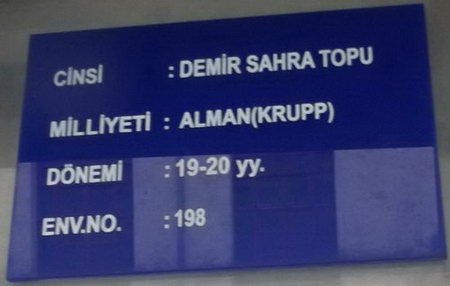 CİNSİ : DEMİR SAHRA TOPU
MİLLİYETİ : ALMAN(KRUPP)
DÖNEMİ : 19-20 yy.
ENV.NO. : 198